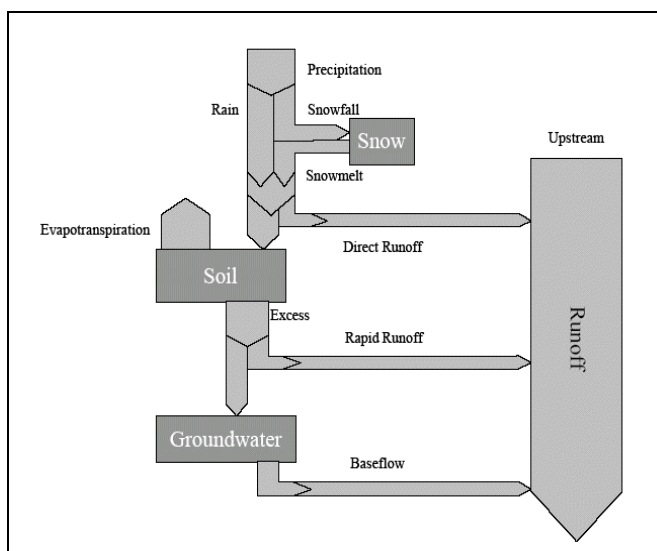 Precipitation
Rain
Snowfall
Snow
Upstream
Snowmelt
Evapotranspiration
Direct Runoff
Soil
Excess
Rapid Runoff
Runoff
Groundwater
Baseflow